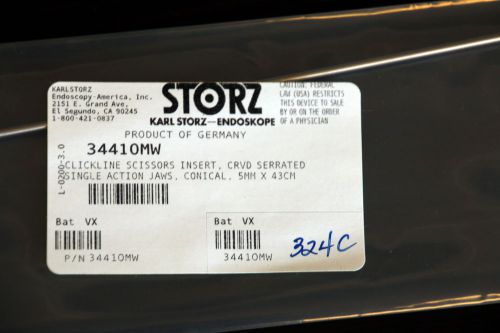 KARL STORZ
Endoscopy-America, Inc.
2151 E. Grand Ave,
El Segundo, CA 90245
1-800-421-0837
STORZ
KARL STORZ—ENDOSKOPE
CAUTION: FEDERAL
LAW (USA) RESTRICTS
THIS DEVICE TO SALE
BY OR ON THE ORDER
OF A PHYSICIAN
PRODUCT OF GERMANY
34410MW
CLICKLINE SCISSORS INSERT, CRVD SERRATED
SINGLE ACTION JAWS, CONICAL, 5MM X 43CM
L-0200-3.0
Bat VX
P/N 34410MW
Bat VX
34410MW
324C